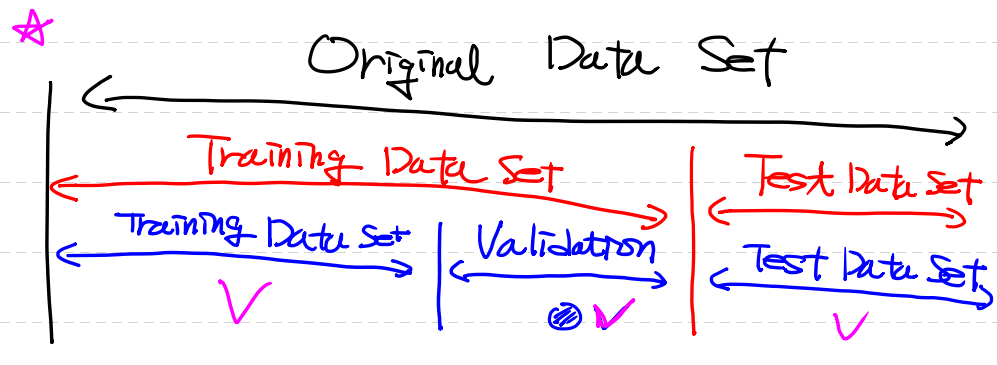 Original Data Set
Training Data Set Test Data Set
Training Data Set Validation Test Data Set